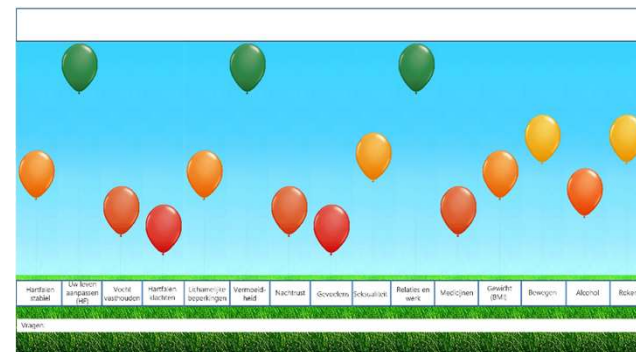 Hartfalen
stabiel
Uw leven
aanpassen
(HF)
Vocht
vasthouden
Hartfalen
klachten
Lichamelijke
beperkingen
Vermoeid-
heid
Nachtrust
Gevoelens
Seksualiteit
Relaties en
werk
Medicijnen
Gewicht
(BMI)
Bewegen
Alcohol
Roken
Vragen